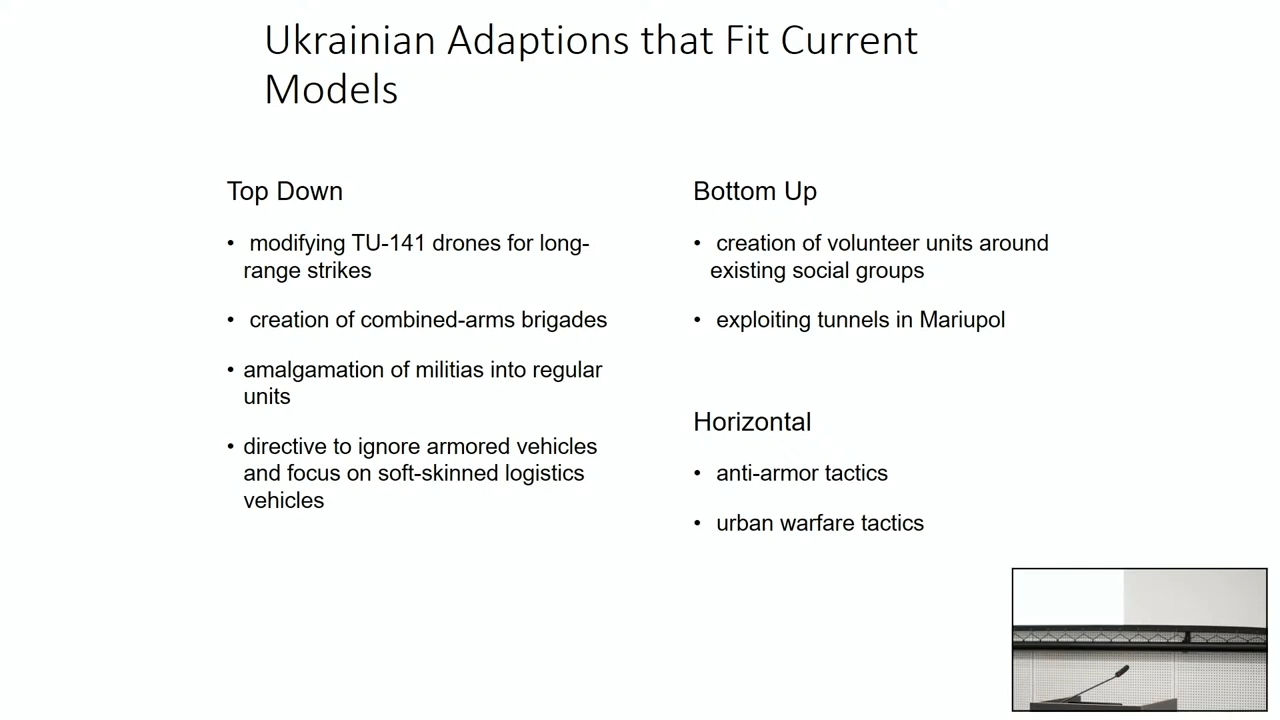 Ukrainian Adaptions that Fit Current
Models
Top Down
• modifying TU-141 drones for long-
range strikes
• creation of combined-arms brigades
• amalgamation of militias into regular
units
• directive to ignore armored vehicles
and focus on soft-skinned logistics
vehicles
Bottom Up
• creation of volunteer units around
existing social groups
• exploiting tunnels in Mariupol
Horizontal
• anti-armor tactics
• urban warfare tactics